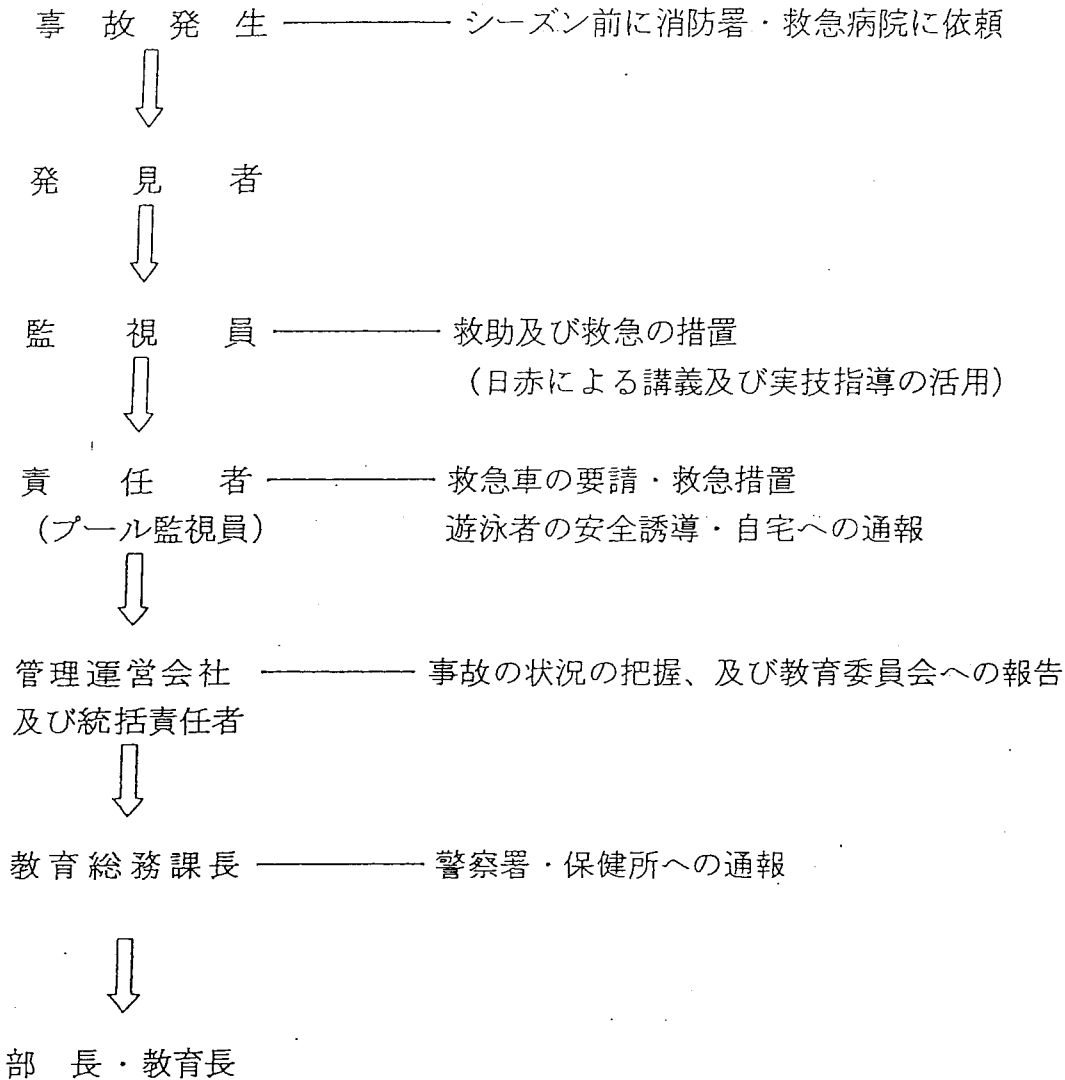 事故発生 シーズン前に消防署・救急病院に依頼
発見者
監視員 救助及び救急の措置
(日赤による講義及び実技指導の活用)
責任者 救急車の要請・救急措置
(プール監視員) 遊泳者の安全誘導・自宅への通報
管理運営会社 事故の状況の把握、及び教育委員会への報告
及び統括責任者
教育総務課長 警察署・保健所への通報
部長・教育長